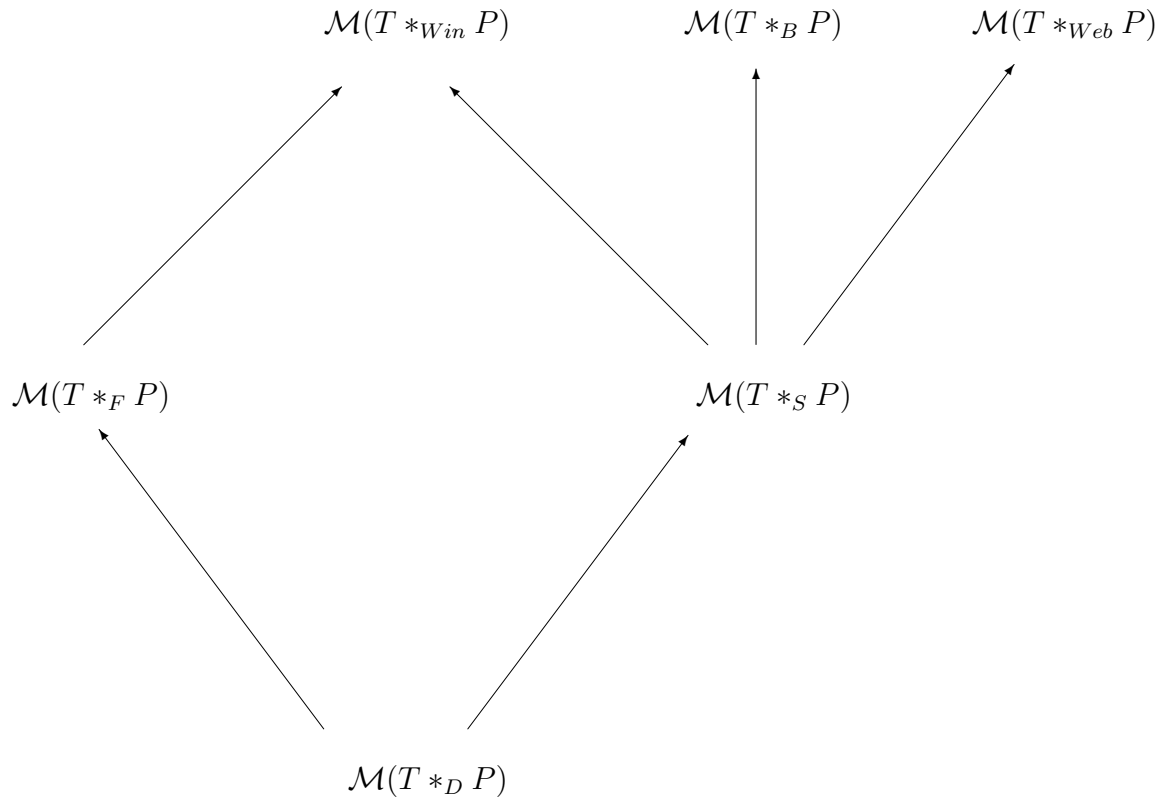 ℳ(T *_{Win} P) ℳ(T *_B P) ℳ(T *_{Web} P)
ℳ(T *_F P) ℳ(T *_S P)
ℳ(T *_D P)